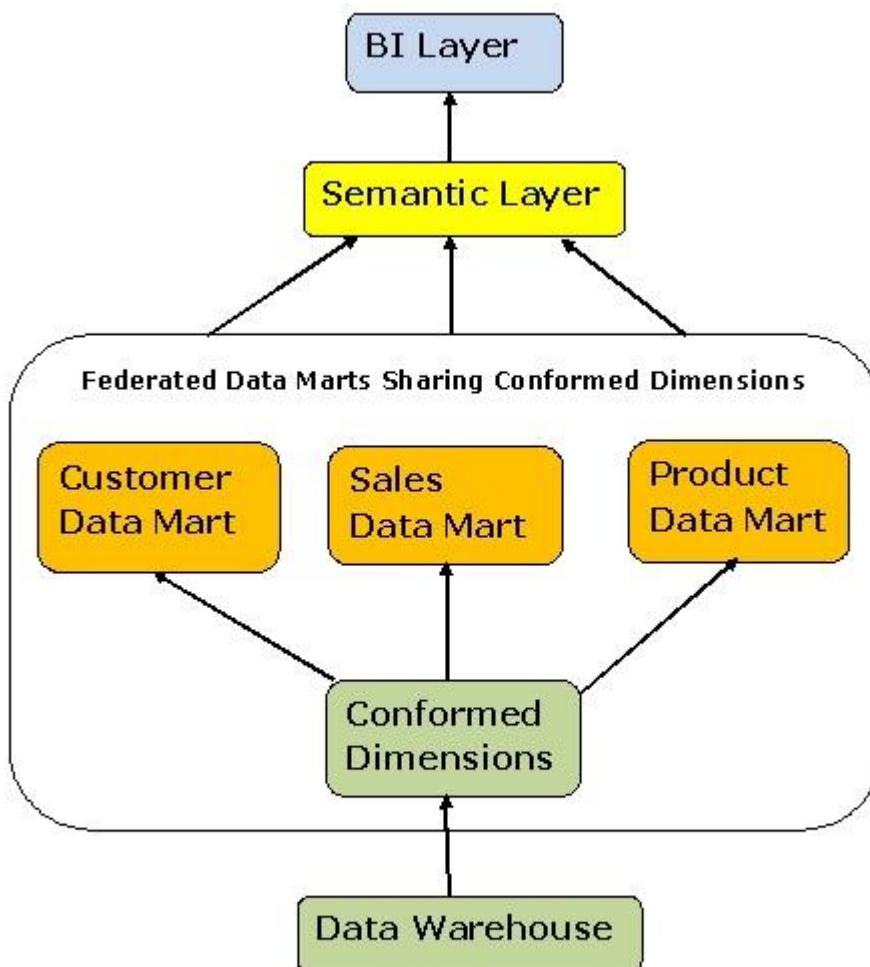 BI Layer
Semantic Layer
Federated Data Marts Sharing Conformed Dimensions
Customer
Data Mart
Sales
Data Mart
Product
Data Mart
Conformed
Dimensions
Data Warehouse